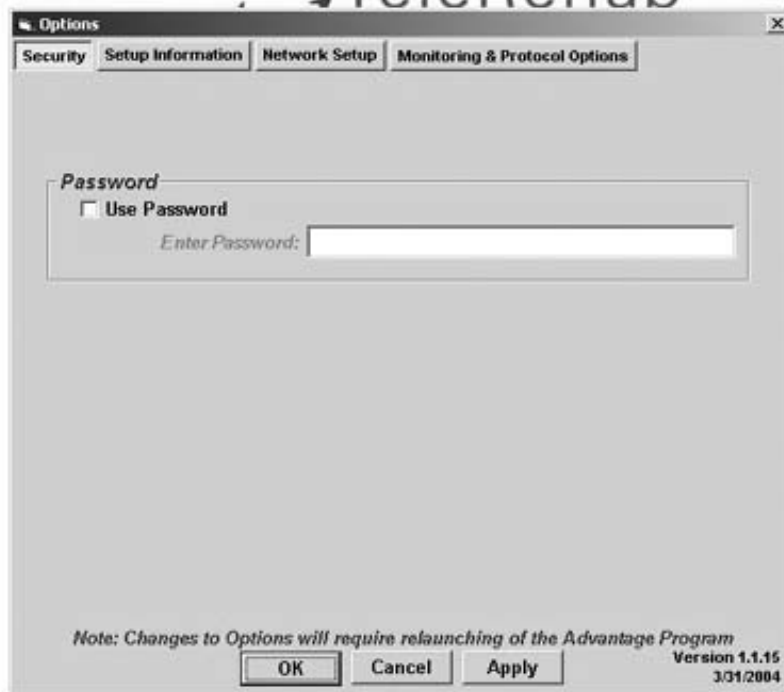 TeleRehab
Options
Security Setup Information Network Setup Monitoring & Protocol Options
Password
Use Password
Enter Password:
Note: Changes to Options will require relaunching of the Advantage Program
OK Cancel Apply
Version 1.1.15
3/31/2004